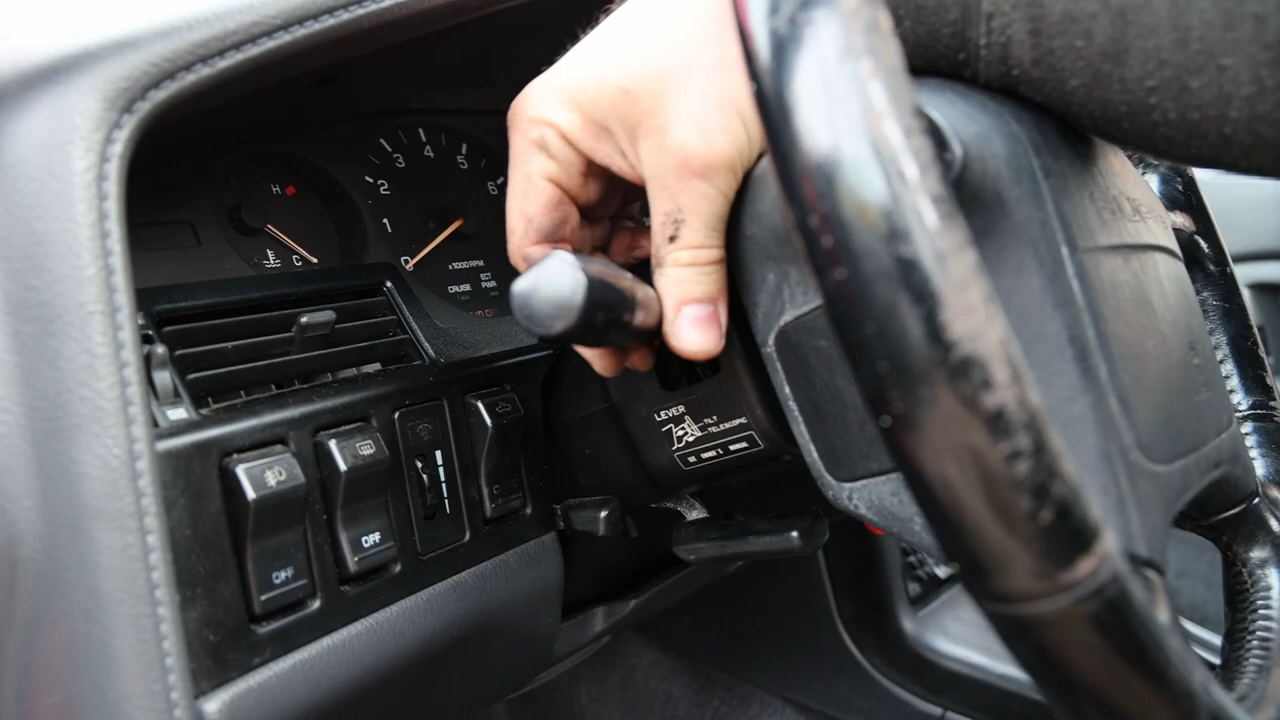 H
C
0
1
2
3
4
5
6
x1000 RPM
CRUISE
ECT
PWR
LEVER
TILT
TELESCOPIC
SEE OWNER'S MANUAL
OFF
OFF